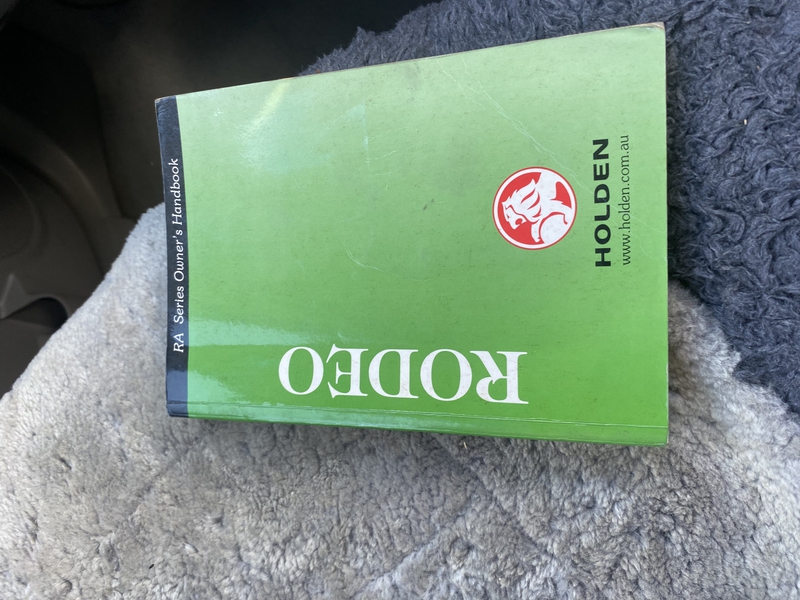 RA Series Owner's Handbook
RODEO
HOLDEN
www.holden.com.au